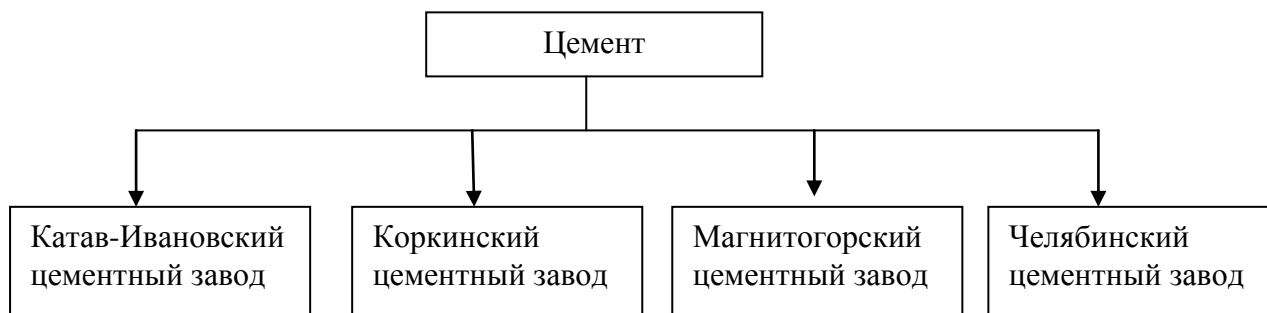 Цемент
Катав-Ивановский
цементный завод
Коркинский
цементный завод
Магнитогорский
цементный завод
Челябинский
цементный завод